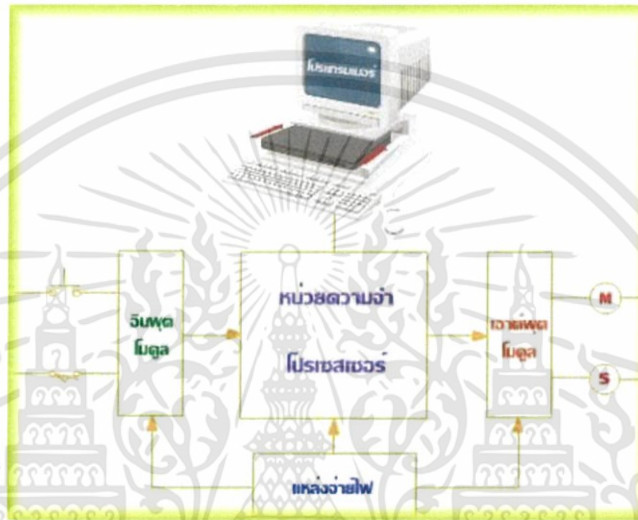 โปรแกรมเมอร์
อินพุต
โมดูล
หน่วยความจำ
โปรเซสเซอร์
เอาตพุต
โมดูล
M
S
แหล่งจ่ายไฟ